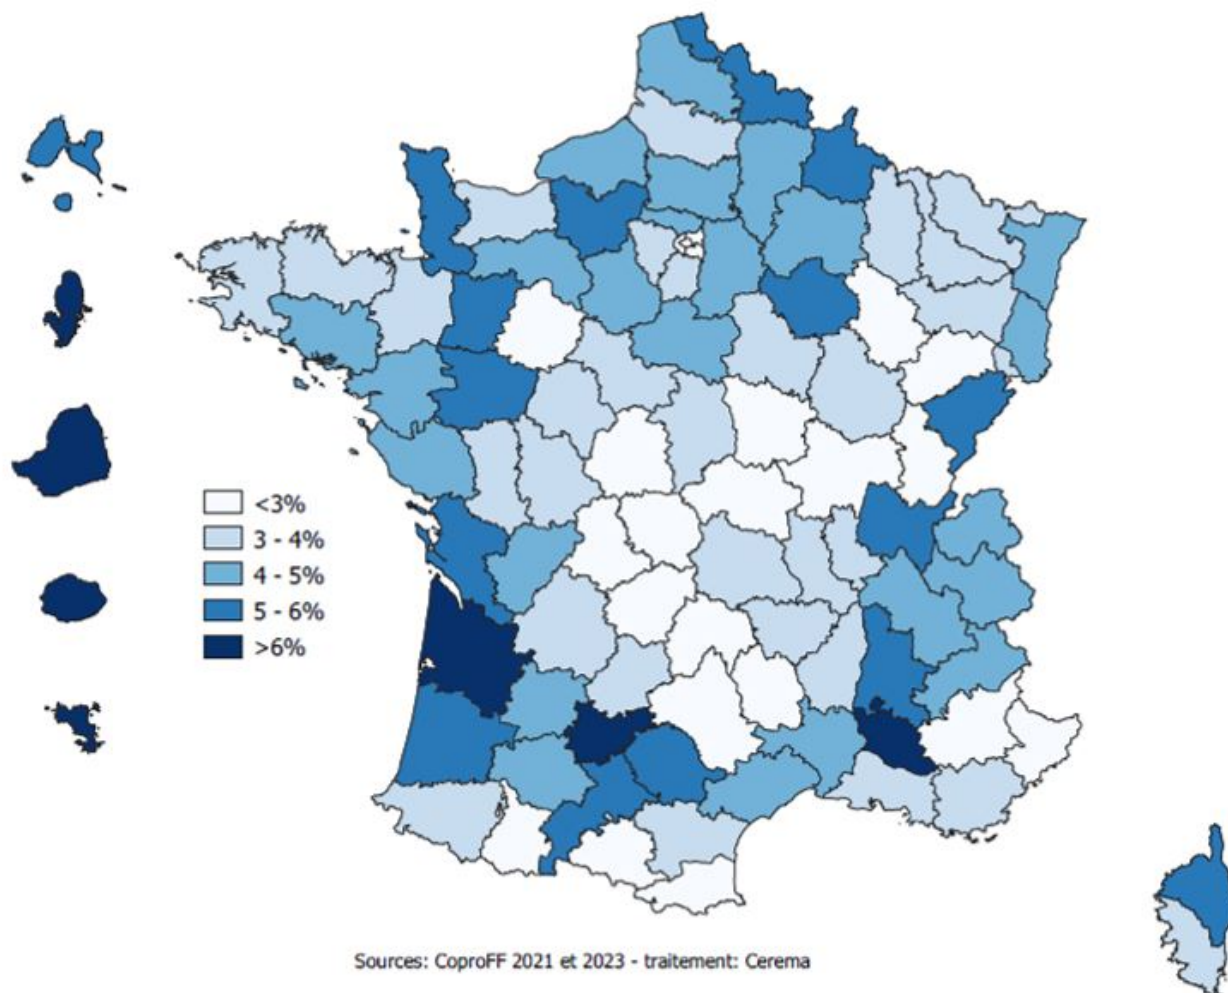 <3%
3 - 4%
4 - 5%
5 - 6%
>6%
Sources: CoproFF 2021 et 2023 - traitement: Cerema